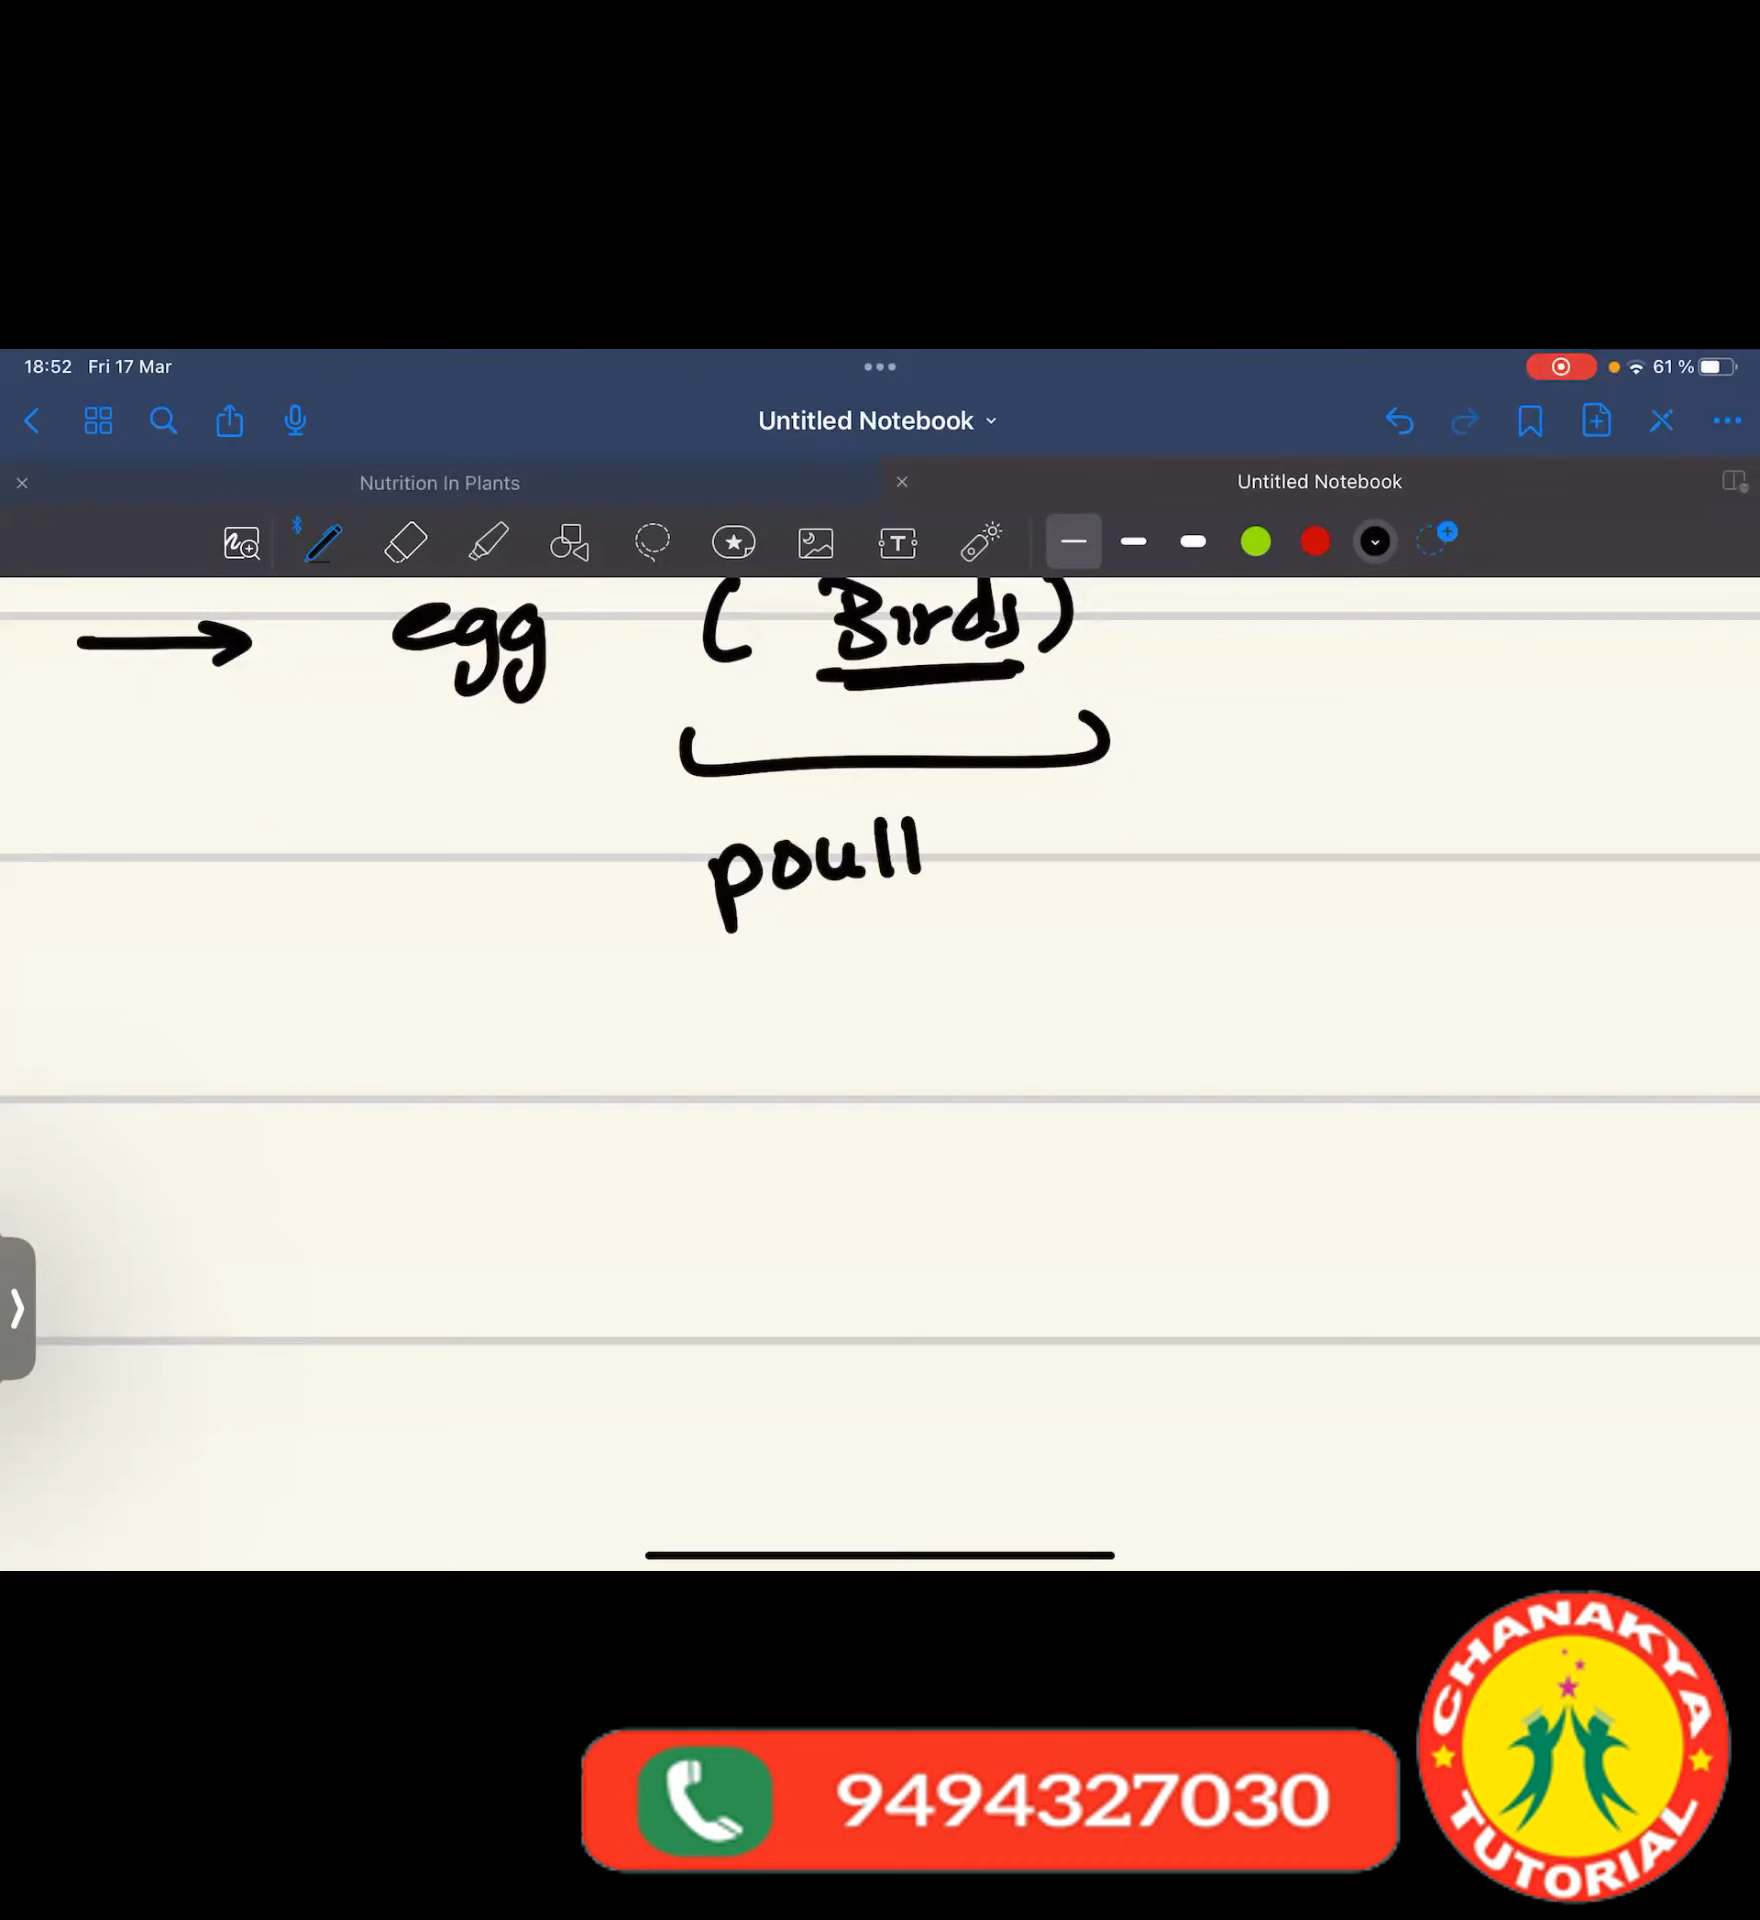 18:52 Fri 17 Mar
61 %
Untitled Notebook
Nutrition In Plants
Untitled Notebook
T
→ egg (Birds)
poull
9494327030
CHANAKYA
TUTORIAL